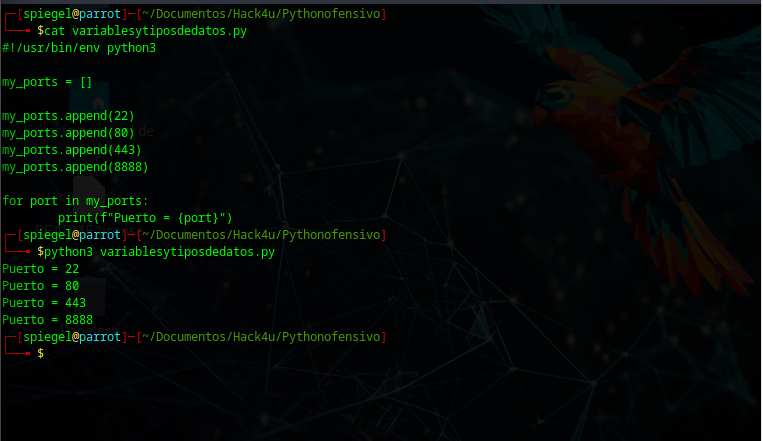 ┌─[spiegel@parrot]─[~/Documentos/Hack4u/Pythonofensivo]
└──╼ $cat variablesytiposdedatos.py
#!/usr/bin/env python3
my_ports = []
my_ports.append(22)
my_ports.append(80)
my_ports.append(443)
my_ports.append(8888)
for port in my_ports:
        print(f"Puerto = {port}")
┌─[spiegel@parrot]─[~/Documentos/Hack4u/Pythonofensivo]
└──╼ $python3 variablesytiposdedatos.py
Puerto = 22
Puerto = 80
Puerto = 443
Puerto = 8888
┌─[spiegel@parrot]─[~/Documentos/Hack4u/Pythonofensivo]
└──╼ $